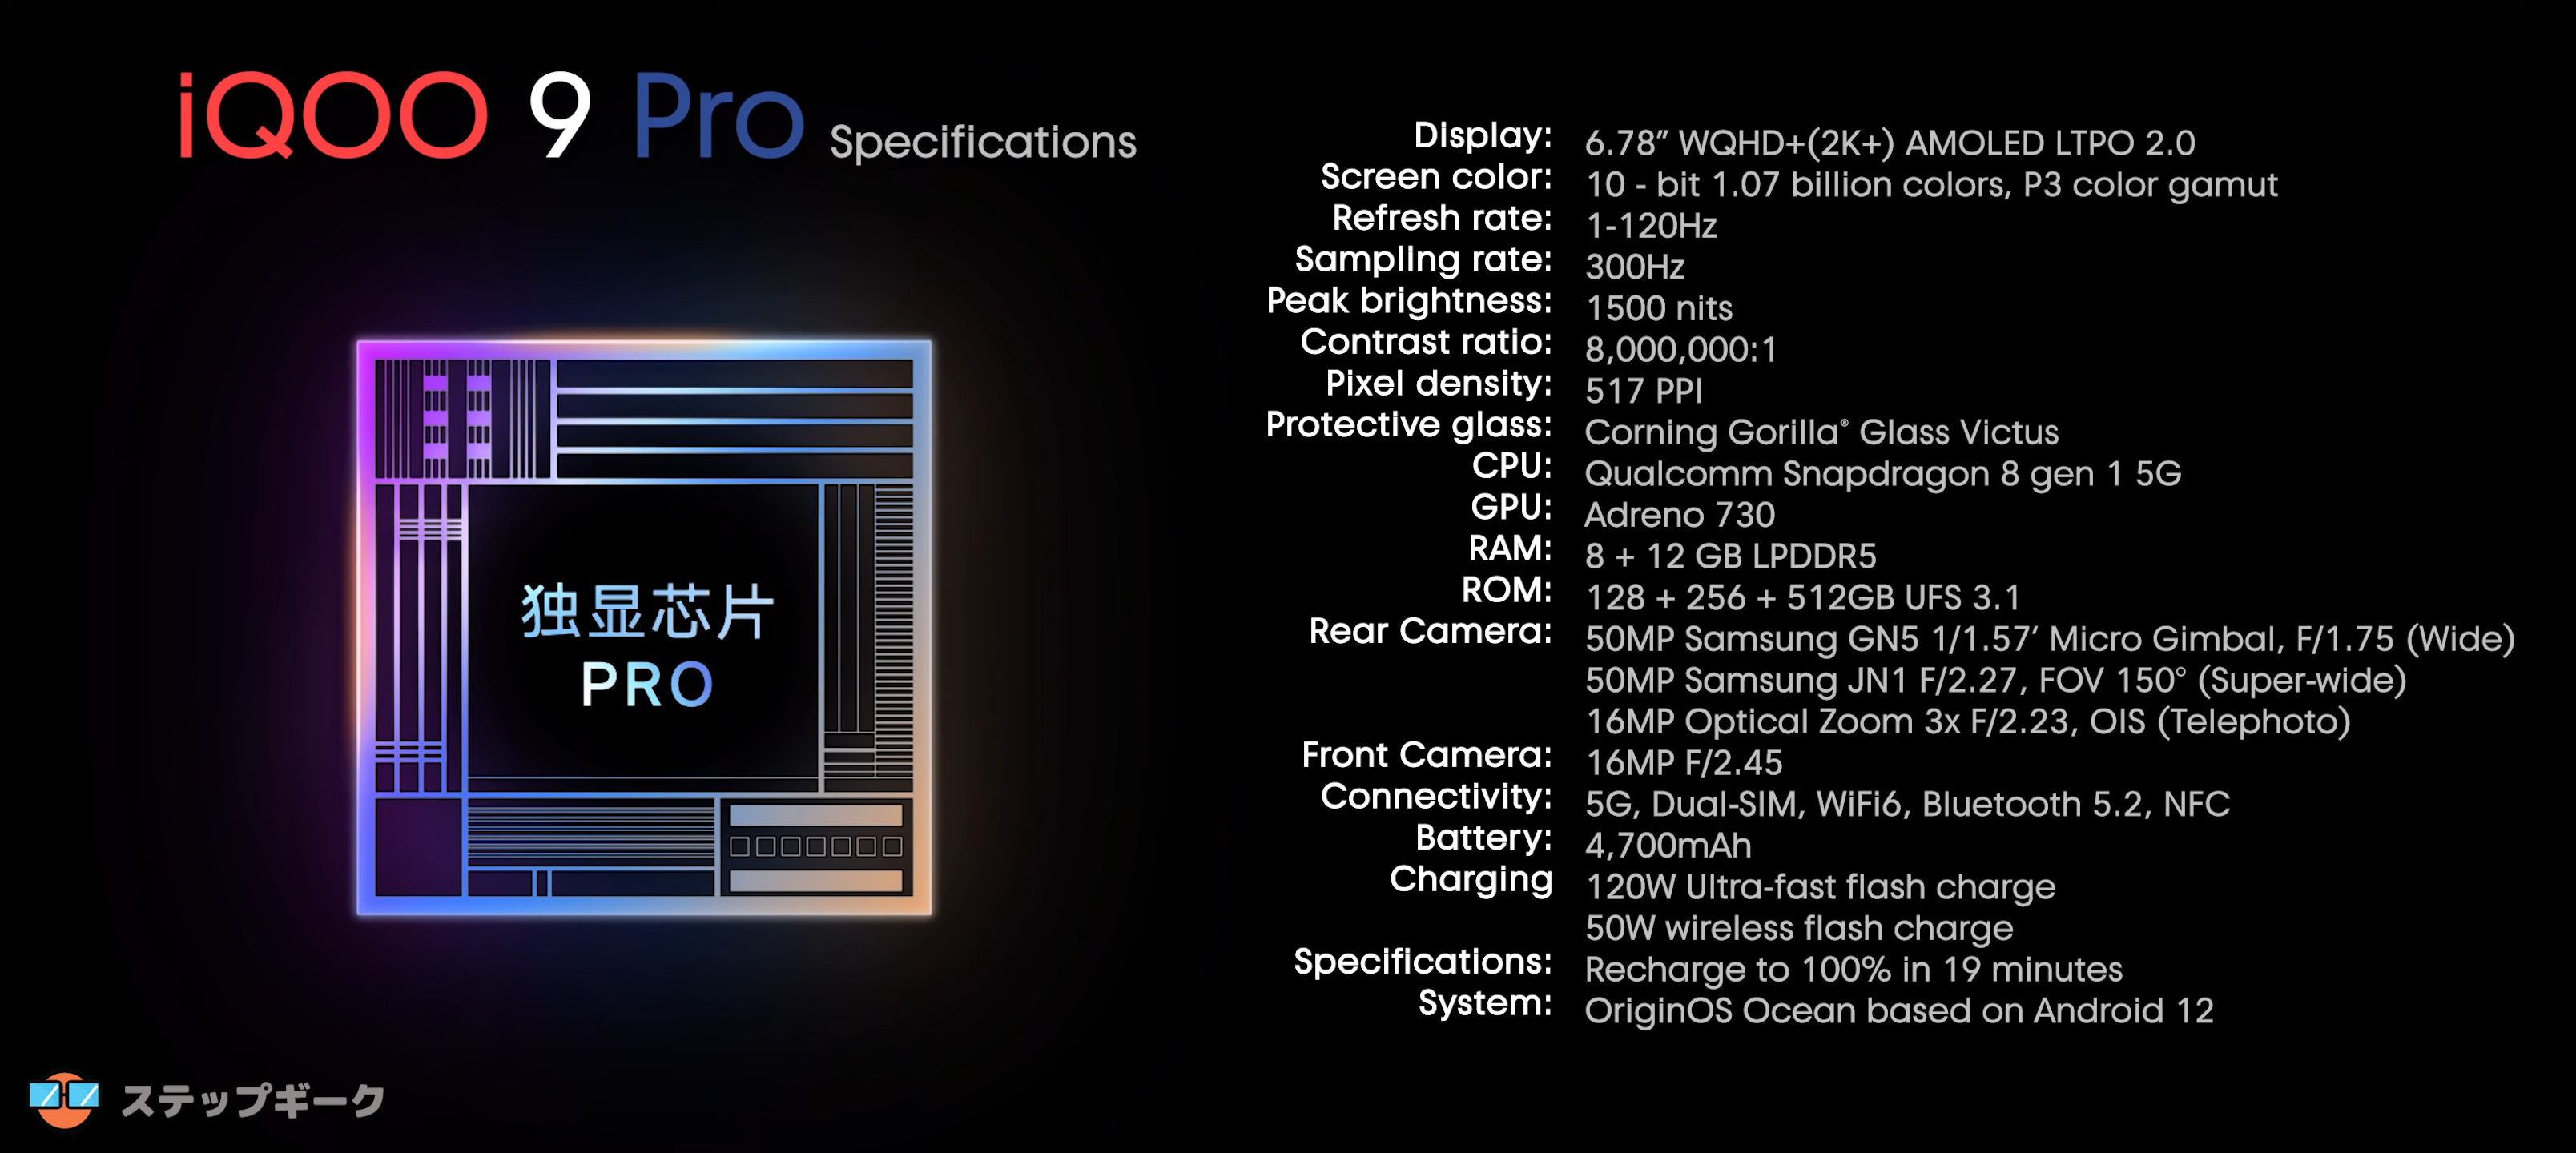 iQOO 9 Pro Specifications
Display: 6.78” WQHD+(2K+) AMOLED LTPO 2.0
Screen color: 10 - bit 1.07 billion colors, P3 color gamut
Refresh rate: 1-120Hz
Sampling rate: 300Hz
Peak brightness: 1500 nits
Contrast ratio: 8,000,000:1
Pixel density: 517 PPI
Protective glass: Corning Gorilla® Glass Victus
CPU: Qualcomm Snapdragon 8 gen 1 5G
GPU: Adreno 730
RAM: 8 + 12 GB LPDDR5
ROM: 128 + 256 + 512GB UFS 3.1
Rear Camera: 50MP Samsung GN5 1/1.57’ Micro Gimbal, F/1.75 (Wide)
50MP Samsung JN1 F/2.27, FOV 150° (Super-wide)
16MP Optical Zoom 3x F/2.23, OIS (Telephoto)
Front Camera: 16MP F/2.45
Connectivity: 5G, Dual-SIM, WiFi6, Bluetooth 5.2, NFC
Battery: 4,700mAh
Charging 120W Ultra-fast flash charge
50W wireless flash charge
Specifications: Recharge to 100% in 19 minutes
System: OriginOS Ocean based on Android 12
独显芯片
PRO
ステップギーク